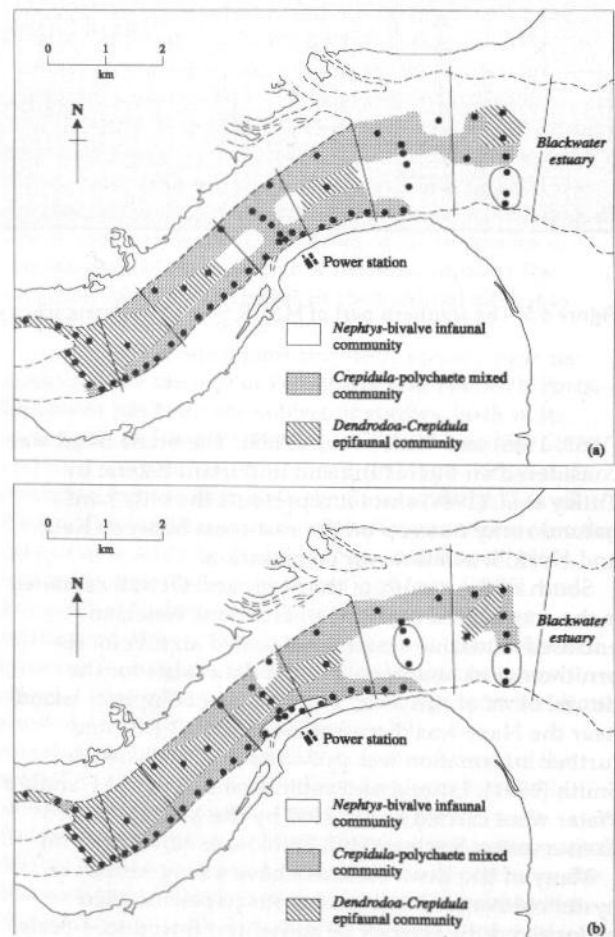 0 1 2
km
N
Blackwater
estuary
Power station
Nephtys-bivalve infaunal
community
Crepidula-polychaete mixed
community
Dendrodoa-Crepidula
epifaunal community
(a)
0 1 2
km
N
Blackwater
estuary
Power station
Nephtys-bivalve infaunal
community
Crepidula-polychaete mixed
community
Dendrodoa-Crepidula
epifaunal community
(b)